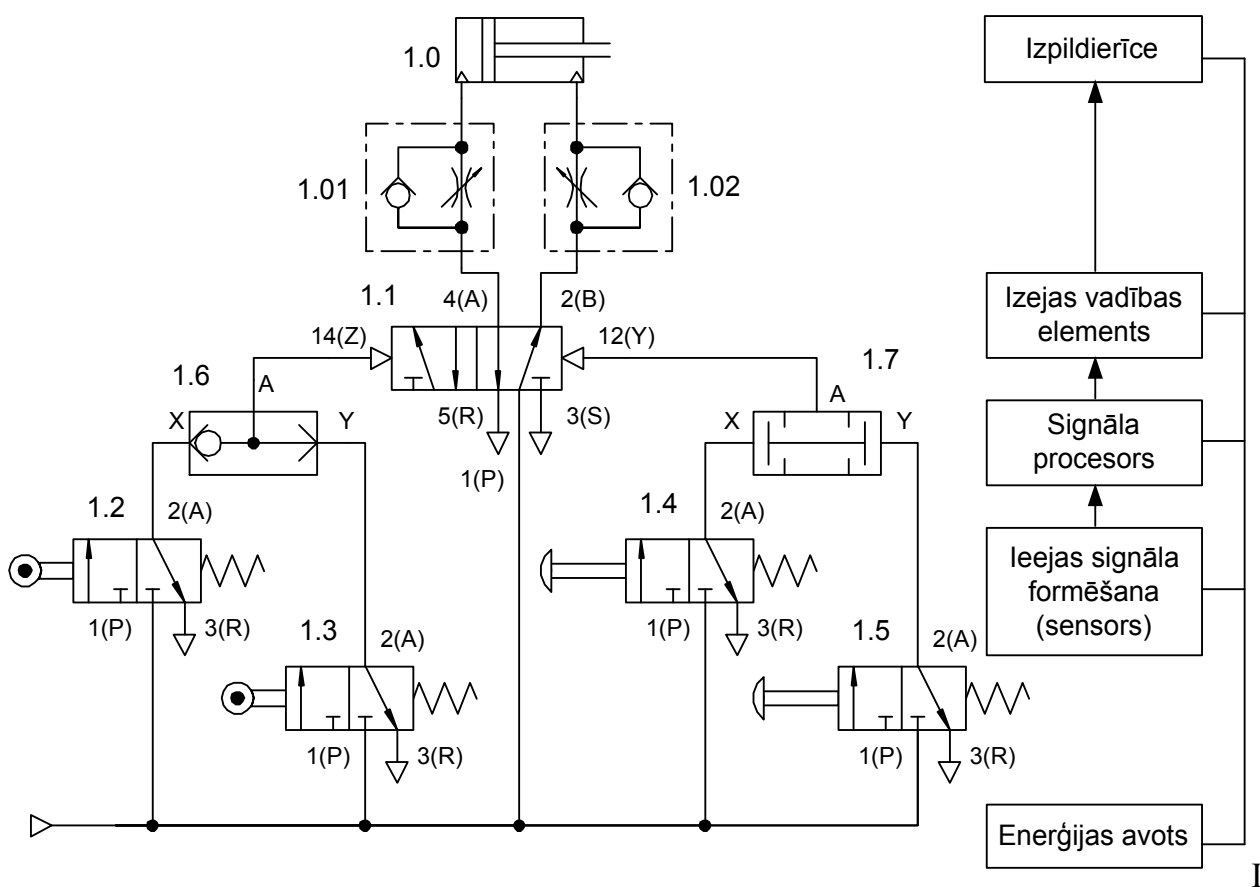 1.0
1.01
1.02
1.1
4(A)
2(B)
14(Z)
12(Y)
5(R)
3(S)
1(P)
1.6
A
X
Y
1.7
A
X
Y
1.2
2(A)
1(P)
3(R)
1.3
2(A)
1(P)
3(R)
1.4
2(A)
1(P)
3(R)
1.5
2(A)
1(P)
3(R)
Izpildierīce
Izejas vadības
elements
Signāla
procesors
Ieejas signāla
formēšana
(sensors)
Enerģijas avots